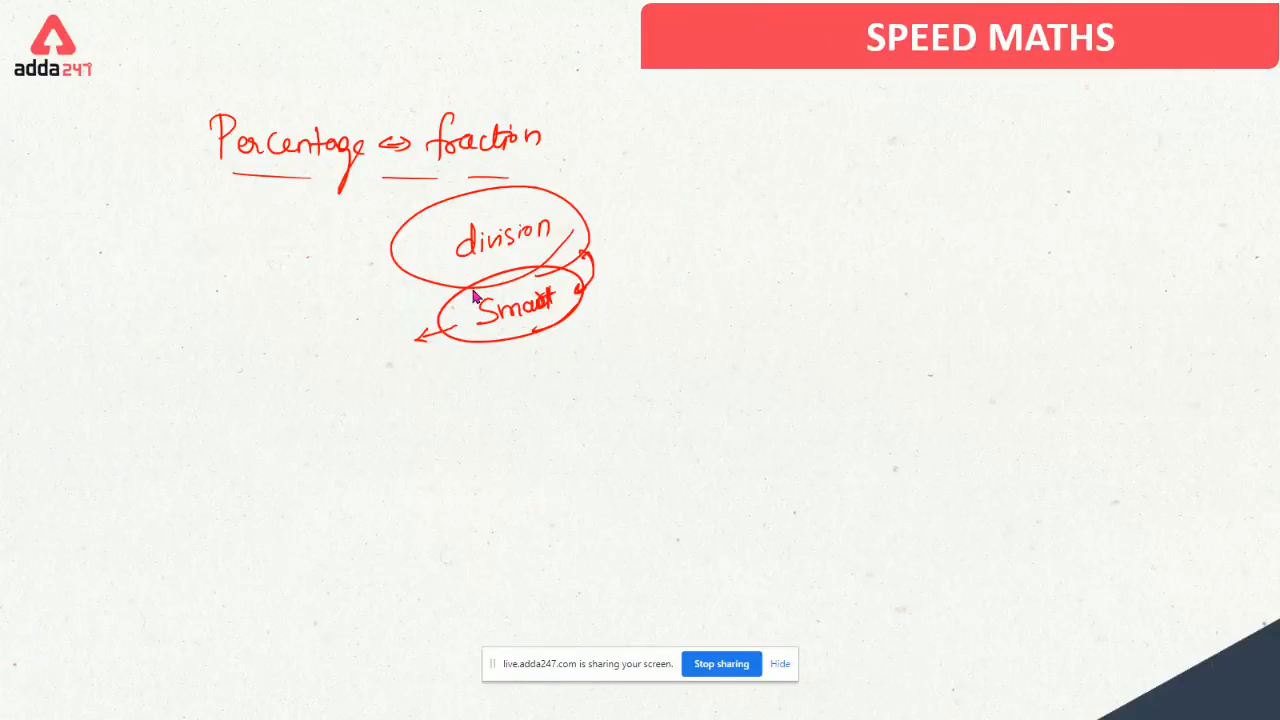 adda247
SPEED MATHS
Percentage ⇔ fraction
division
Smart
live.adda247.com is sharing your screen.
Stop sharing
Hide